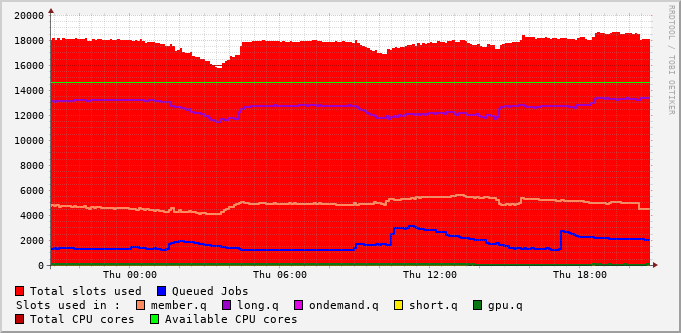 20000
18000
16000
14000
12000
10000
8000
6000
4000
2000
0
Thu 00:00 Thu 06:00 Thu 12:00 Thu 18:00
RRDTOOL / TOBI OETIKER
Total slots used Queued Jobs
Slots used in : member.q long.q ondemand.q short.q gpu.q
Total CPU cores Available CPU cores